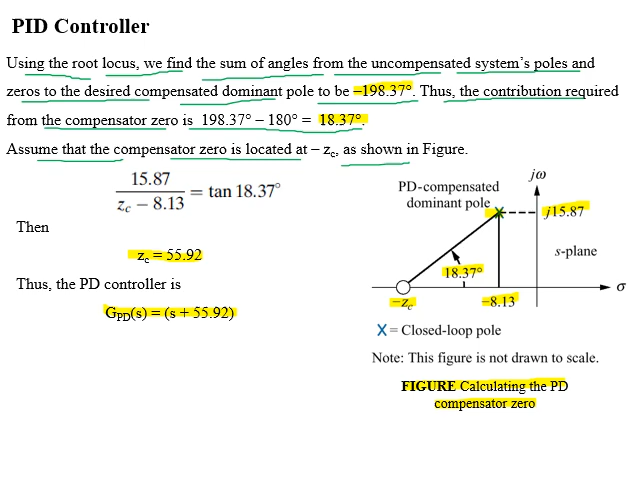 PID Controller
Using the root locus, we find the sum of angles from the uncompensated system's poles and
zeros to the desired compensated dominant pole to be –198.37°. Thus, the contribution required
from the compensator zero is 198.37° – 180° = 18.37°.
Assume that the compensator zero is located at – zc, as shown in Figure.
15.87
zc – 8.13
= tan 18.37°
Then
zc = 55.92
Thus, the PD controller is
GPD(s) = (s + 55.92)
PD-compensated
dominant pole
jω
j15.87
s-plane
18.37°
σ
–zc
–8.13
X = Closed-loop pole
Note: This figure is not drawn to scale.
FIGURE Calculating the PD
compensator zero